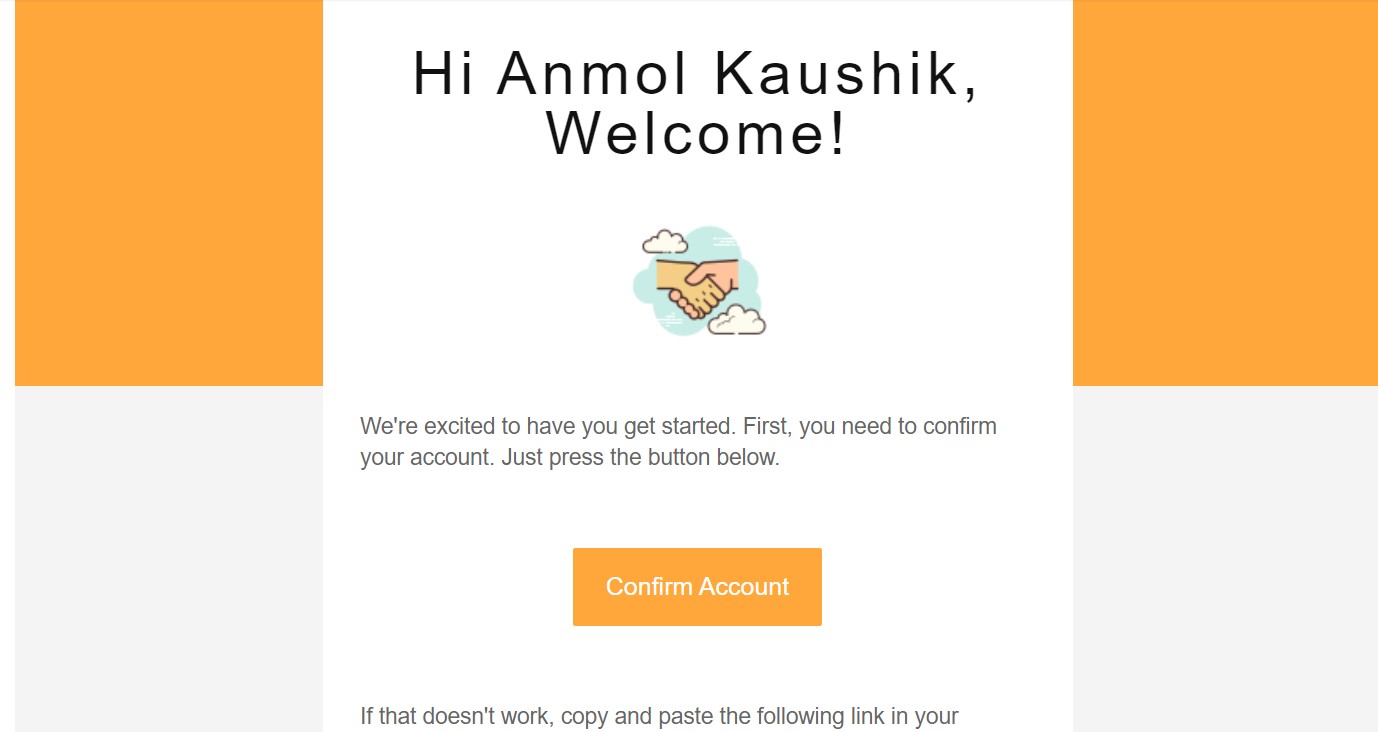 Hi Anmol Kaushik,
Welcome!
We're excited to have you get started. First, you need to confirm
your account. Just press the button below.
Confirm Account
If that doesn't work, copy and paste the following link in your